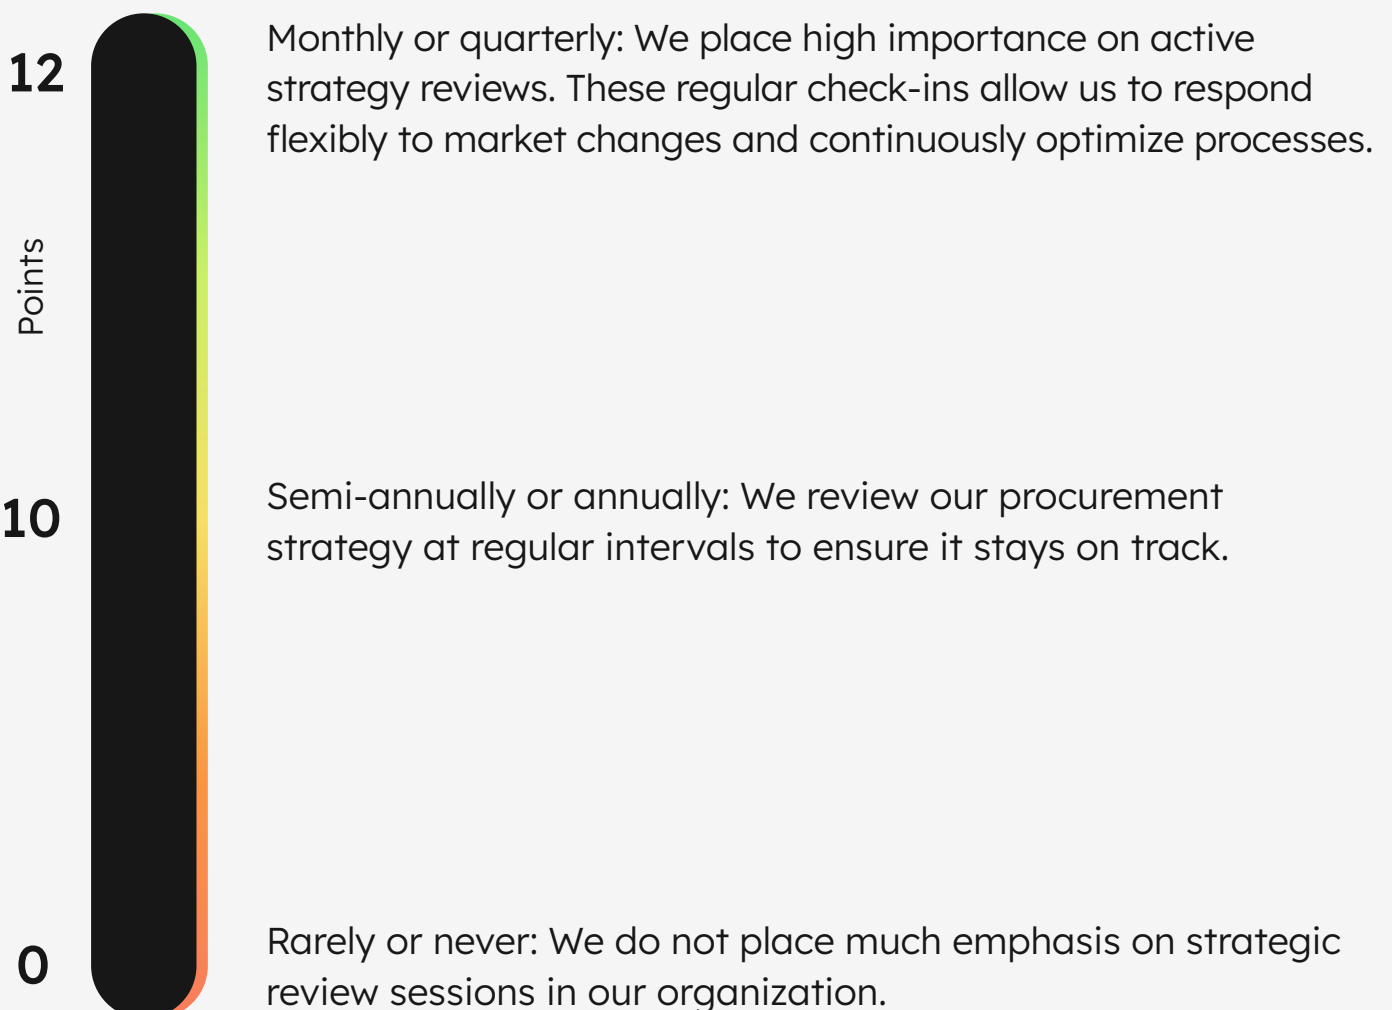 12
Monthly or quarterly: We place high importance on active
strategy reviews. These regular check-ins allow us to respond
flexibly to market changes and continuously optimize processes.
Points
10
Semi-annually or annually: We review our procurement
strategy at regular intervals to ensure it stays on track.
0
Rarely or never: We do not place much emphasis on strategic
review sessions in our organization.